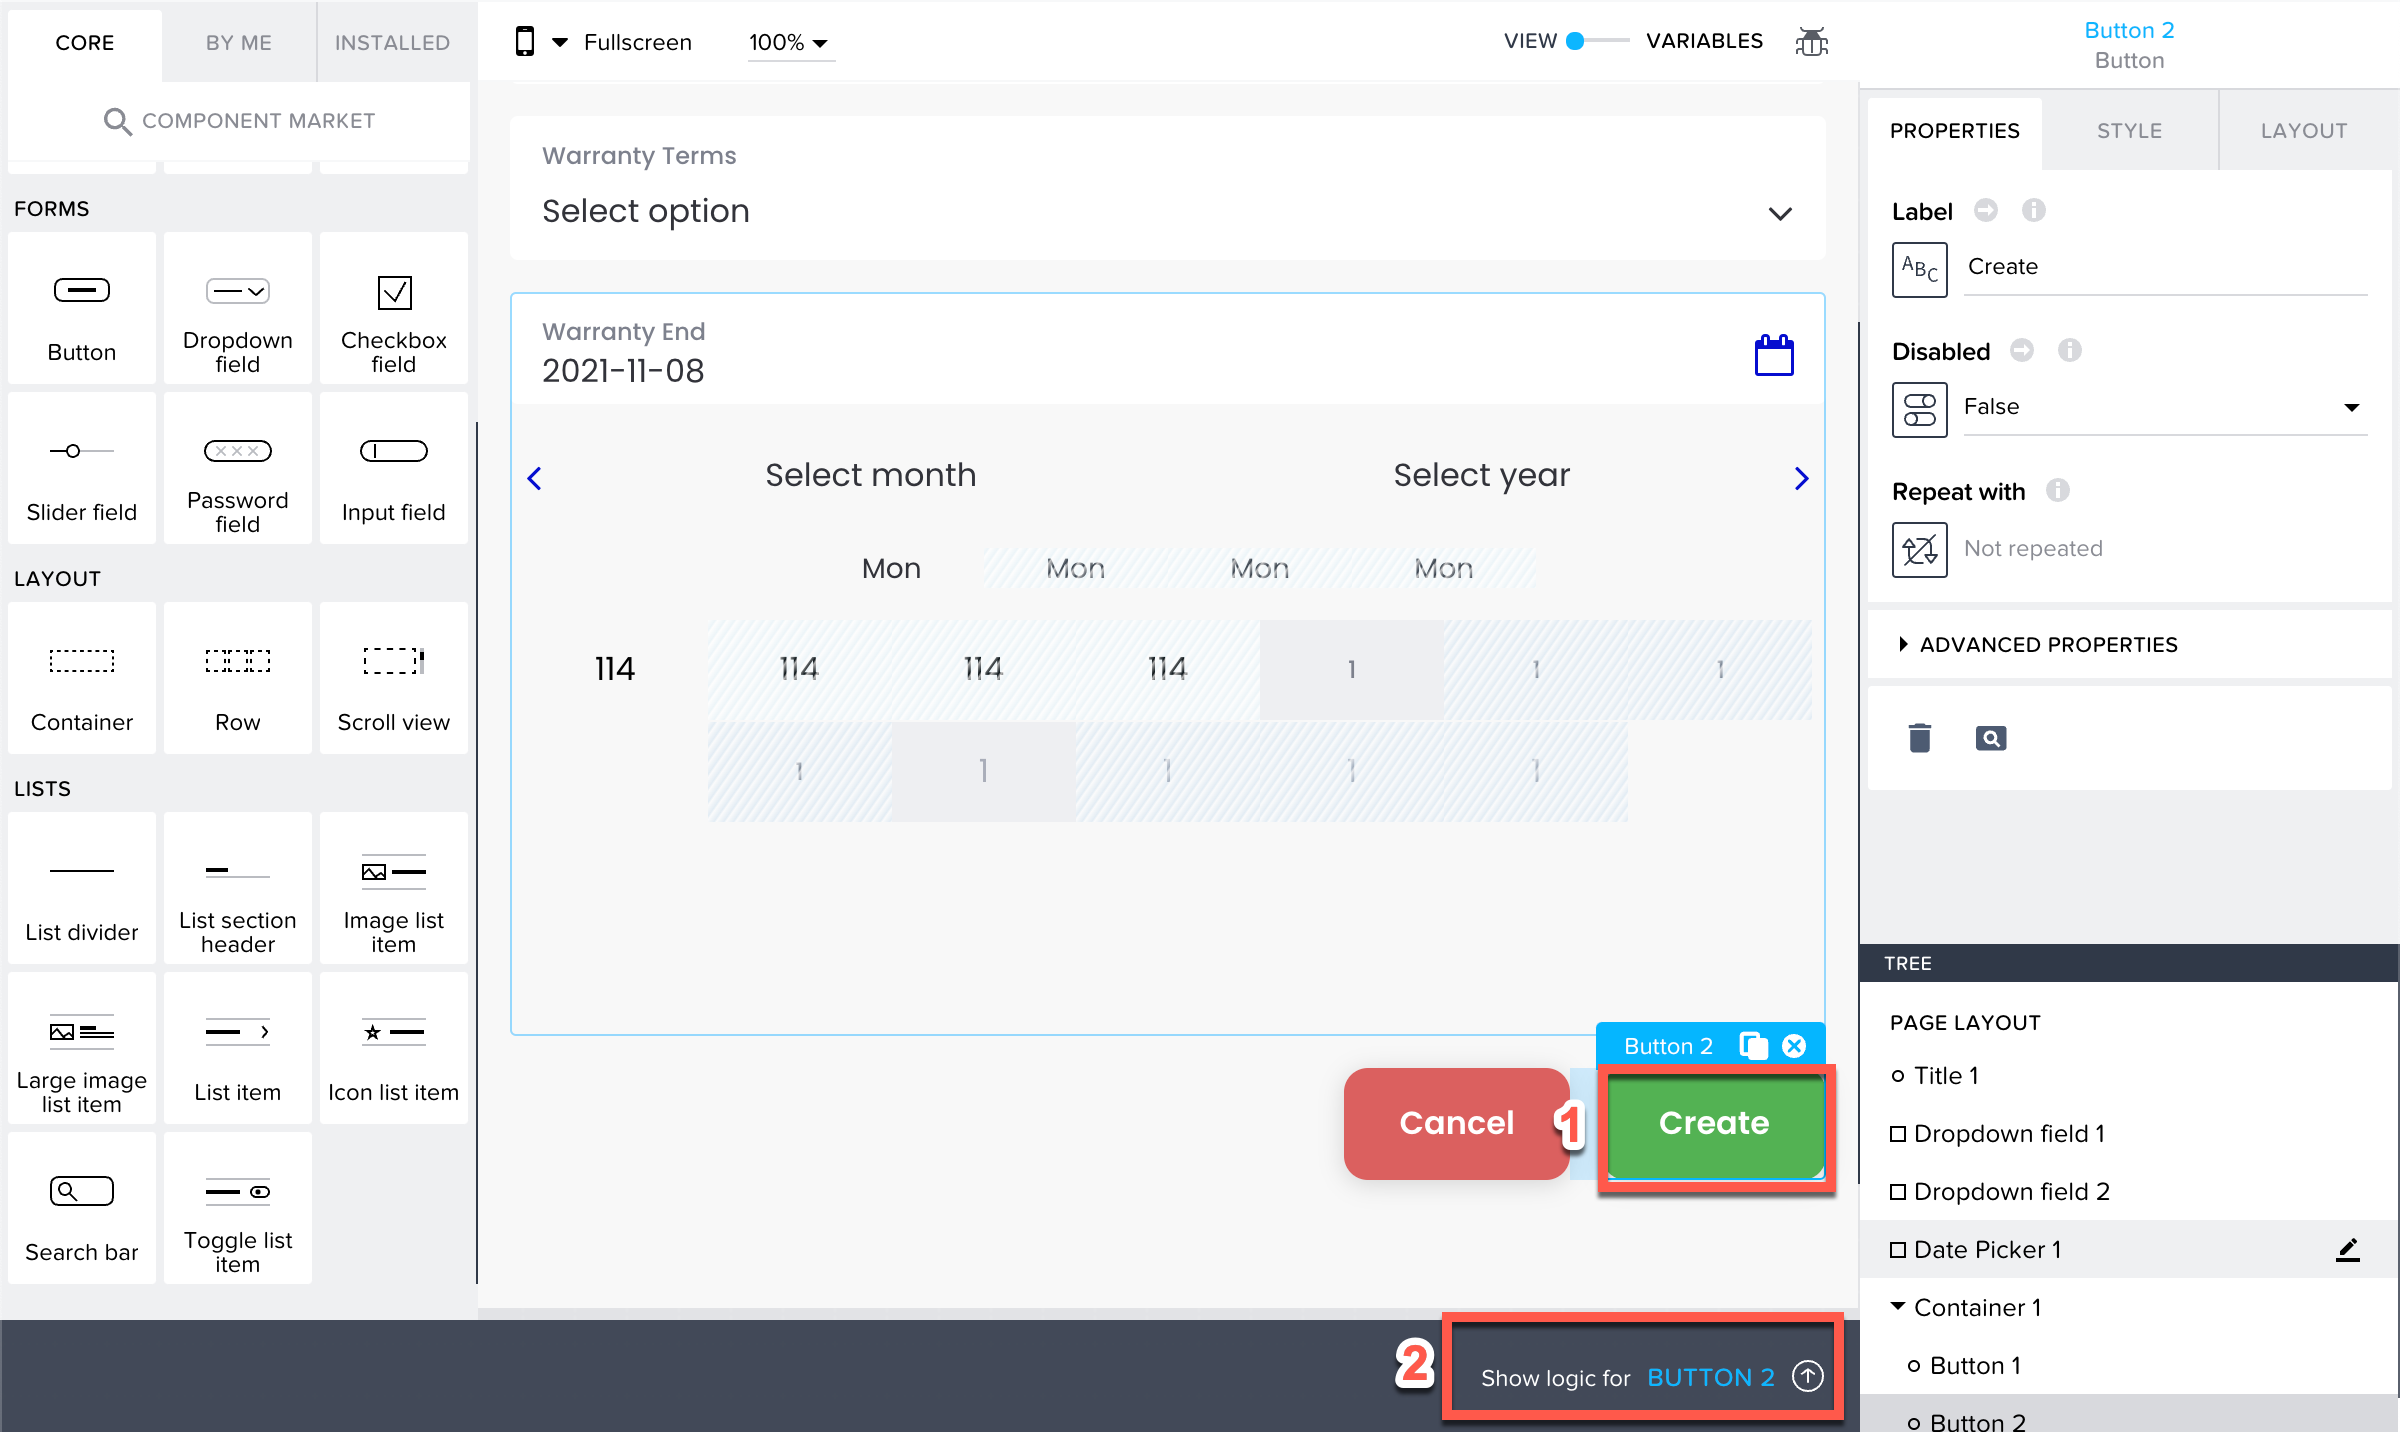 CORE
BY ME
INSTALLED
Fullscreen
100%
VIEW
VARIABLES
Button 2
Button
COMPONENT MARKET
FORMS
Button
Dropdown
field
Checkbox
field
Slider field
Password
field
Input field
LAYOUT
Container
Row
Scroll view
LISTS
List divider
List section
header
Image list
item
Large image
list item
List item
Icon list item
Search bar
Toggle list
item
Warranty Terms
Select option
Warranty End
2021-11-08
Select month
Select year
Mon Mon Mon Mon
114 114 114 114 1 1 1
1 1 1 1 1
Button 2
Cancel
1
Create
2
Show logic for BUTTON 2
PROPERTIES
STYLE
LAYOUT
Label
ABC
Create
Disabled
False
Repeat with
Not repeated
ADVANCED PROPERTIES
TREE
PAGE LAYOUT
Title 1
Dropdown field 1
Dropdown field 2
Date Picker 1
Container 1
Button 1
Button 2